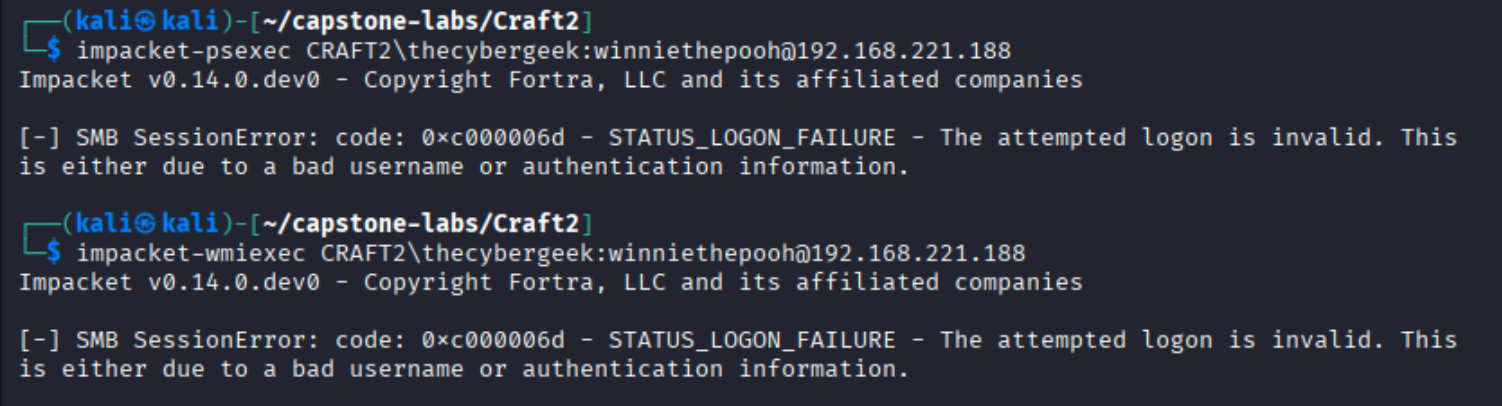 ┌──(kali㉿kali)-[~/capstone-labs/Craft2]
└─$ impacket-psexec CRAFT2\thecybergeek:winniethepooh@192.168.221.188
Impacket v0.14.0.dev0 - Copyright Fortra, LLC and its affiliated companies

[-] SMB SessionError: code: 0×c000006d - STATUS_LOGON_FAILURE - The attempted logon is invalid. This
is either due to a bad username or authentication information.

┌──(kali㉿kali)-[~/capstone-labs/Craft2]
└─$ impacket-wmiexec CRAFT2\thecybergeek:winniethepooh@192.168.221.188
Impacket v0.14.0.dev0 - Copyright Fortra, LLC and its affiliated companies

[-] SMB SessionError: code: 0×c000006d - STATUS_LOGON_FAILURE - The attempted logon is invalid. This
is either due to a bad username or authentication information.